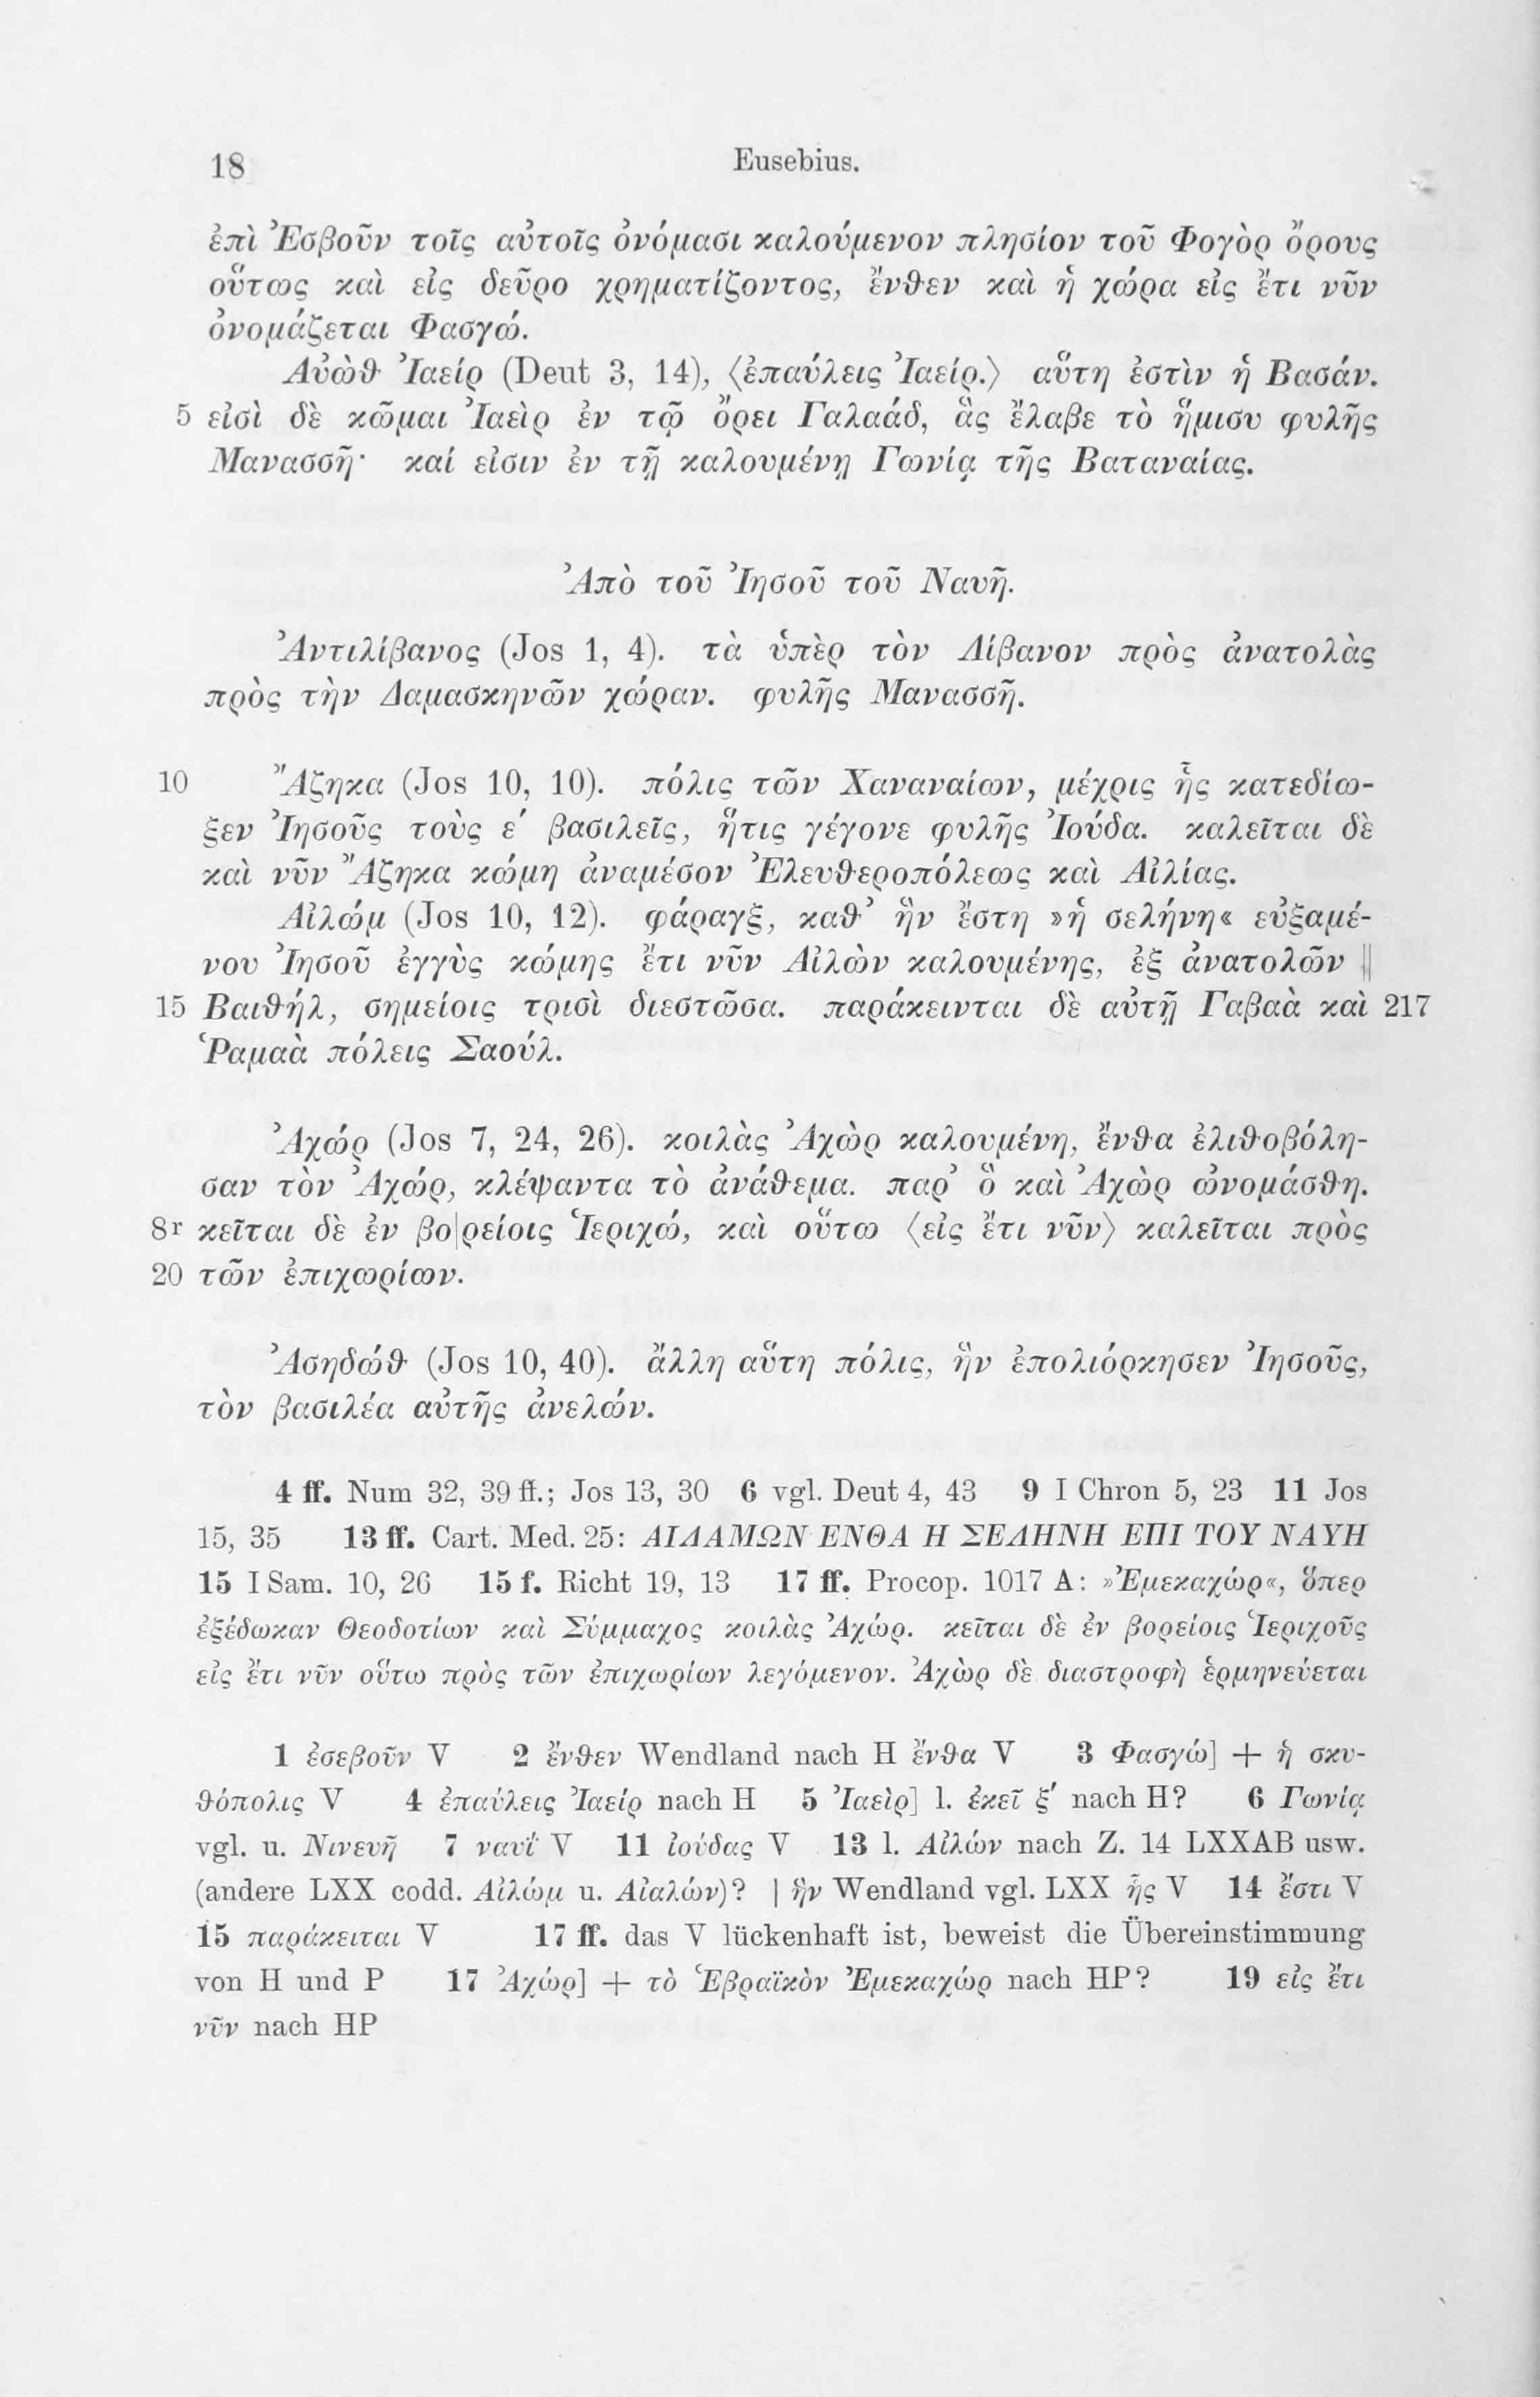 18 Eusebius.
ἐπὶ Ἐσβοῦν τοῖς αὐτοῖς ὀνόμασι καλούμενον πλησίον τοῦ Φογὼρ ὄρους
οὕτως καὶ εἰς δεῦρο χρηματίζοντος, ἔνθεν καὶ ἡ χώρα εἰς ἔτι νῦν
ὀνομάζεται Φασγώ.
Αὐὼθ Ἰαείρ (Deut 3, 14), 〈ἐπαύλεις Ἰαείρ.〉 αὕτη ἐστὶν ἡ Βασάν.
5 εἰσὶ δὲ κῶμαι Ἰαεὶρ ἐν τῷ ὄρει Γαλαάδ, ἃς ἔλαβε τὸ ἥμισυ φυλῆς
Μανασσῆ· καί εἰσιν ἐν τῇ καλουμένῃ Γωνίᾳ τῆς Βαταναίας.
Ἀπὸ τοῦ Ἰησοῦ τοῦ Ναυῆ.
Ἀντιλίβανος (Jos 1, 4). τὰ ὑπὲρ τὸν Λίβανον πρὸς ἀνατολὰς
πρὸς τὴν Δαμασκηνῶν χώραν. φυλῆς Μανασσῆ.
10 Ἄζηκα (Jos 10, 10). πόλις τῶν Χαναναίων, μέχρις ἧς κατεδίω-
ξεν Ἰησοῦς τοὺς ε΄ βασιλεῖς, ἥτις γέγονε φυλῆς Ἰούδα. καλεῖται δὲ
καὶ νῦν Ἄζηκα κώμη ἀναμέσον Ἐλευθεροπόλεως καὶ Αἰλίας.
Αἰλώμ (Jos 10, 12). φάραγξ, καθ’ ἣν ἔστη »ἡ σελήνη« εὐξαμέ-
νου Ἰησοῦ ἐγγὺς κώμης ἔτι νῦν Αἰλὼν καλουμένης, ἐξ ἀνατολῶν ‖
15 Βαιθήλ, σημείοις τρισὶ διεστῶσα. παράκεινται δὲ αὐτῇ Γαβαὰ καὶ 217
Ῥαμαὰ πόλεις Σαούλ.
Ἀχώρ (Jos 7, 24, 26). κοιλὰς Ἀχὼρ καλουμένη, ἔνθα ἐλιθοβόλη-
σαν τὸν Ἀχώρ, κλέψαντα τὸ ἀνάθεμα. παρ’ ὃ καὶ Ἀχὼρ ὠνομάσθη.
8r κεῖται δὲ ἐν βο|ρείοις Ἱεριχώ, καὶ οὕτω 〈εἰς ἔτι νῦν〉 καλεῖται πρὸς
20 τῶν ἐπιχωρίων.
Ἀσηδώθ (Jos 10, 40). ἄλλη αὕτη πόλις, ἣν ἐπολιόρκησεν Ἰησοῦς,
τὸν βασιλέα αὐτῆς ἀνελών.
4 ff. Num 32, 39 ff.; Jos 13, 30 6 vgl. Deut 4, 43 9 I Chron 5, 23 11 Jos
15, 35 13 ff. Cart. Med. 25: ΑΙΛΑΜΩΝ ΕΝΘΑ Η ΣΕΛΗΝΗ ΕΠΙ ΤΟΥ ΝΑΥΗ
15 I Sam. 10, 26 15 f. Richt 19, 13 17 ff. Procop. 1017 A: »Ἐμεκαχώρ«, ὅπερ
ἐξέδωκαν Θεοδοτίων καὶ Σύμμαχος κοιλὰς Ἀχώρ. κεῖται δὲ ἐν βορείοις Ἱεριχοῦς
εἰς ἔτι νῦν οὕτω πρὸς τῶν ἐπιχωρίων λεγόμενον. Ἀχὼρ δὲ διαστροφὴ ἑρμηνεύεται
1 ἐσεβοῦν V 2 ἔνθεν Wendland nach H ἔνθα V 3 Φασγώ] + ἡ σκυ-
θόπολις V 4 ἐπαύλεις Ἰαείρ nach H 5 Ἰαεὶρ] l. ἐκεῖ ξ΄ nach H? 6 Γωνίᾳ
vgl. u. Νινευῆ 7 ναυΐ V 11 ἰούδας V 13 l. Αἰλών nach Z. 14 LXXAB usw.
(andere LXX codd. Αἰλώμ u. Αἰαλών)? | ἣν Wendland vgl. LXX ἧς V 14 ἔστι V
15 παράκειται V 17 ff. das V lückenhaft ist, beweist die Übereinstimmung
von H und P 17 Ἀχώρ] + τὸ Ἑβραϊκὸν Ἐμεκαχώρ nach HP? 19 εἰς ἔτι
νῦν nach HP